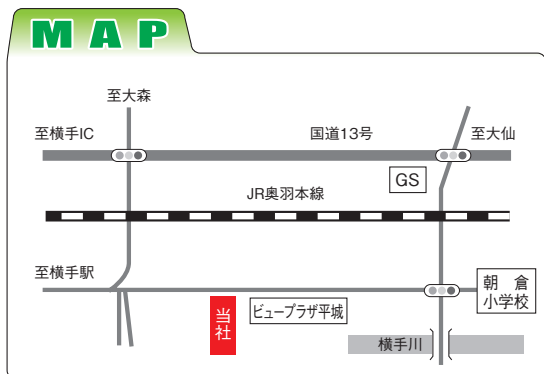 MAP
至大森
至横手IC
国道13号
至大仙
GS
JR奥羽本線
至横手駅
朝倉
小学校
当社
ビュープラザ平城
横手川